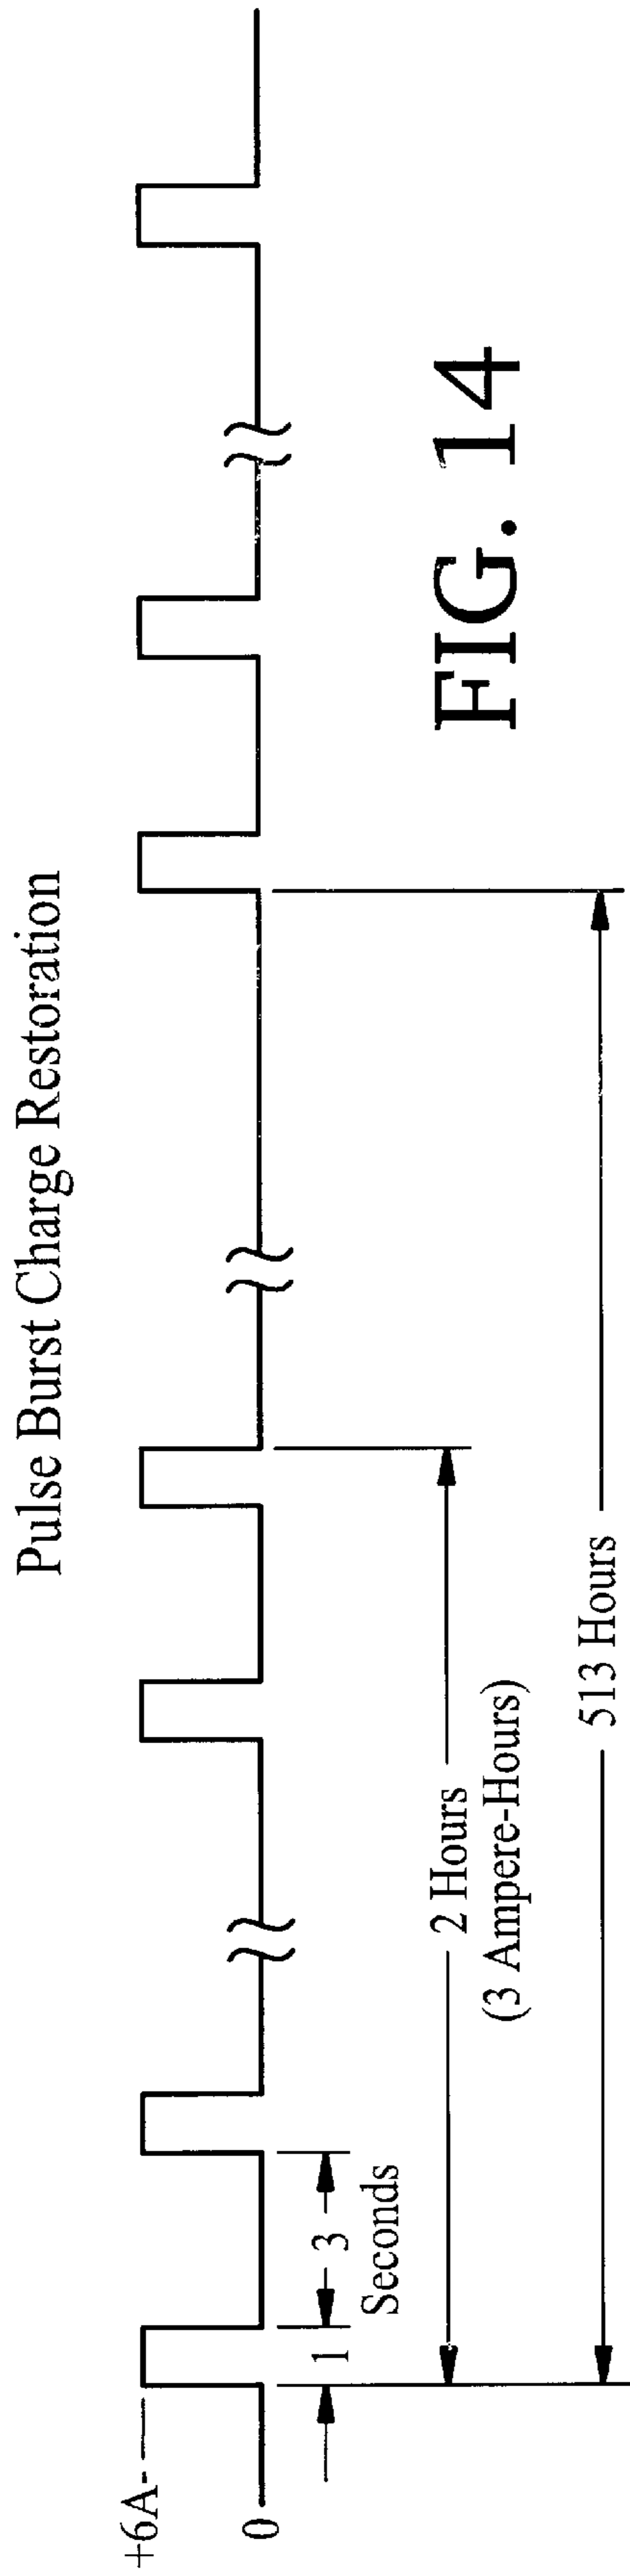 Pulse Burst Charge Restoration
+6A-
0
1
3
Seconds
2 Hours
(3 Ampere-Hours)
513 Hours
FIG. 14